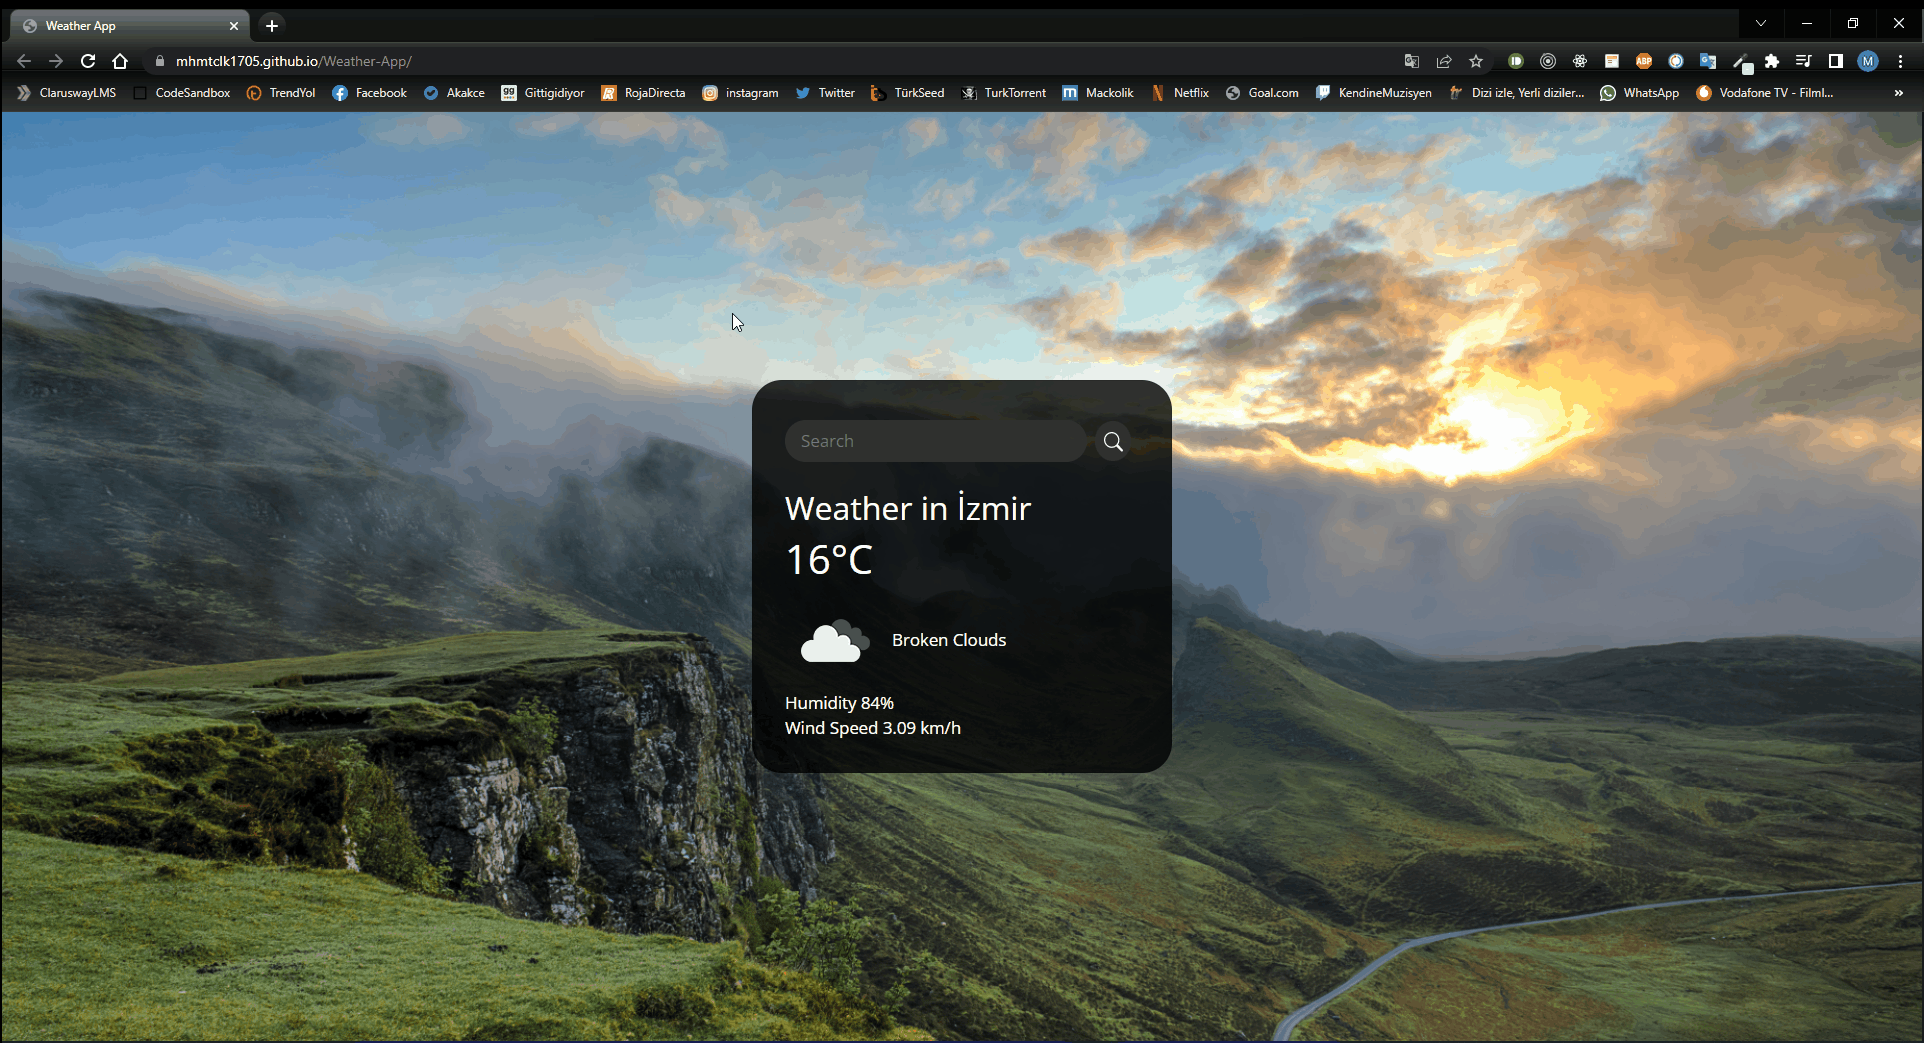 Weather App
mhmtclk1705.github.io/Weather-App/
ABP
M
ClaruswayLMS CodeSandbox TrendYol Facebook Akakce gg Gittigidiyor RojaDirecta instagram Twitter TürkSeed TurkTorrent m Mackolik Netflix Goal.com KendineMuzisyen Dizi izle, Yerli diziler... WhatsApp Vodafone TV - Filml... »
Search
Weather in İzmir
16°C
Broken Clouds
Humidity 84%
Wind Speed 3.09 km/h